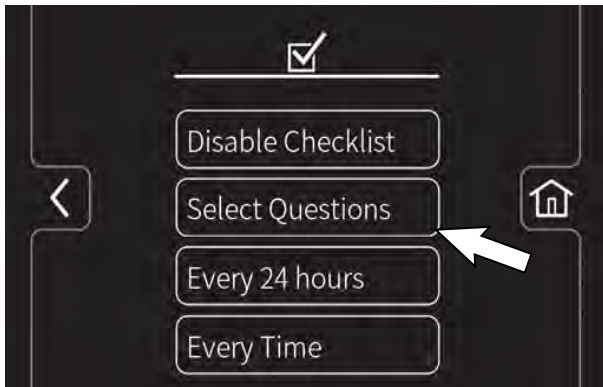 Disable Checklist
Select Questions
Every 24 hours
Every Time